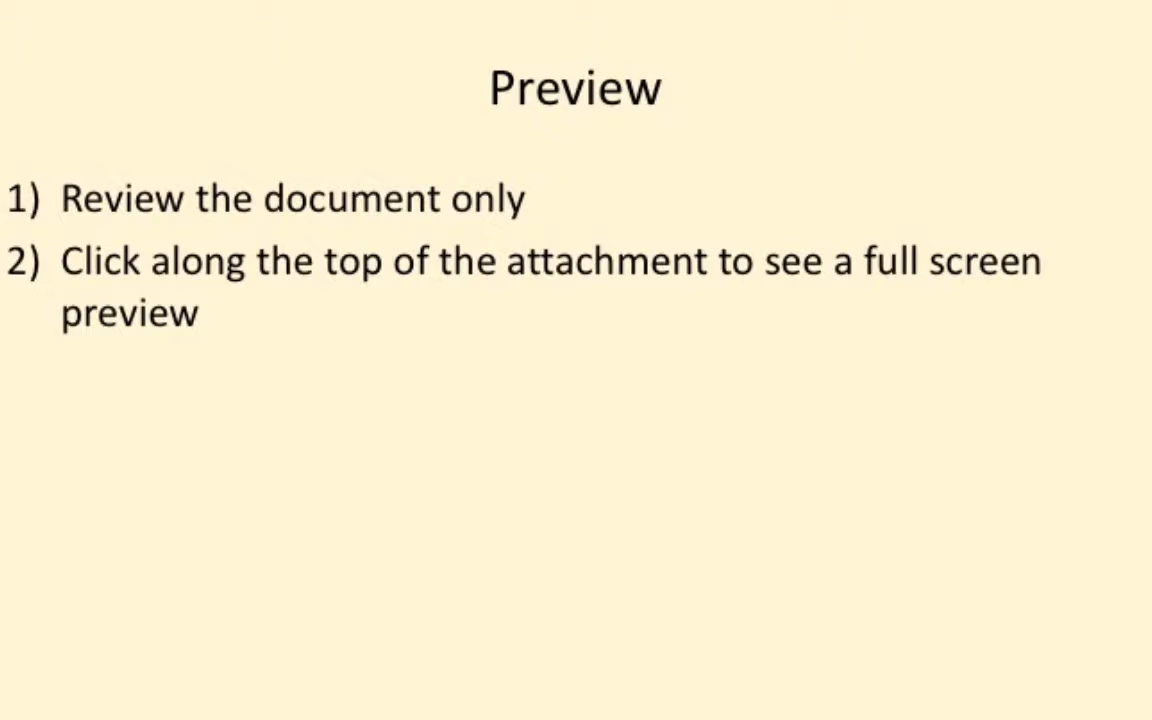 Preview
1) Review the document only
2) Click along the top of the attachment to see a full screen
preview